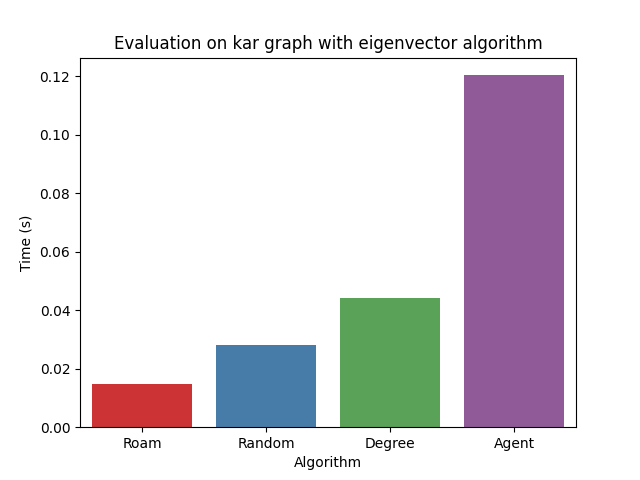 Evaluation on kar graph with eigenvector algorithm
0.12
0.10
0.08
0.06
0.04
0.02
0.00
Time (s)
Roam Random Degree Agent
Algorithm